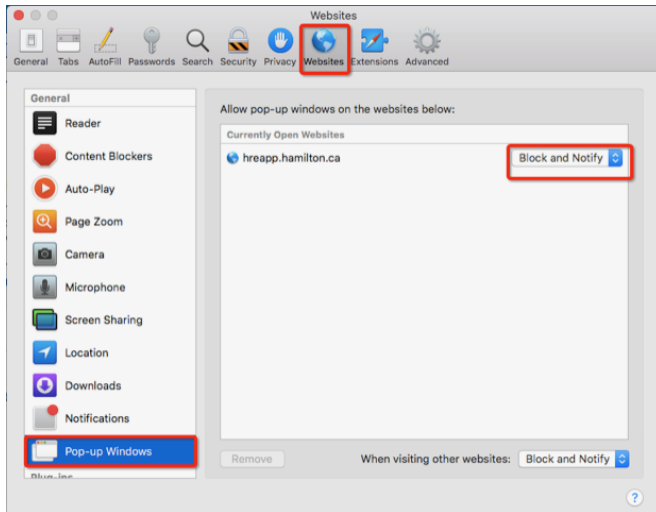 Websites
General Tabs AutoFill Passwords Search Security Privacy Websites Extensions Advanced
General
Reader
Content Blockers
Auto-Play
Page Zoom
Camera
Microphone
Screen Sharing
Location
Downloads
Notifications
Pop-up Windows
Plug-ins
Allow pop-up windows on the websites below:
Currently Open Websites
hreapp.hamilton.ca Block and Notify
Remove When visiting other websites: Block and Notify
?